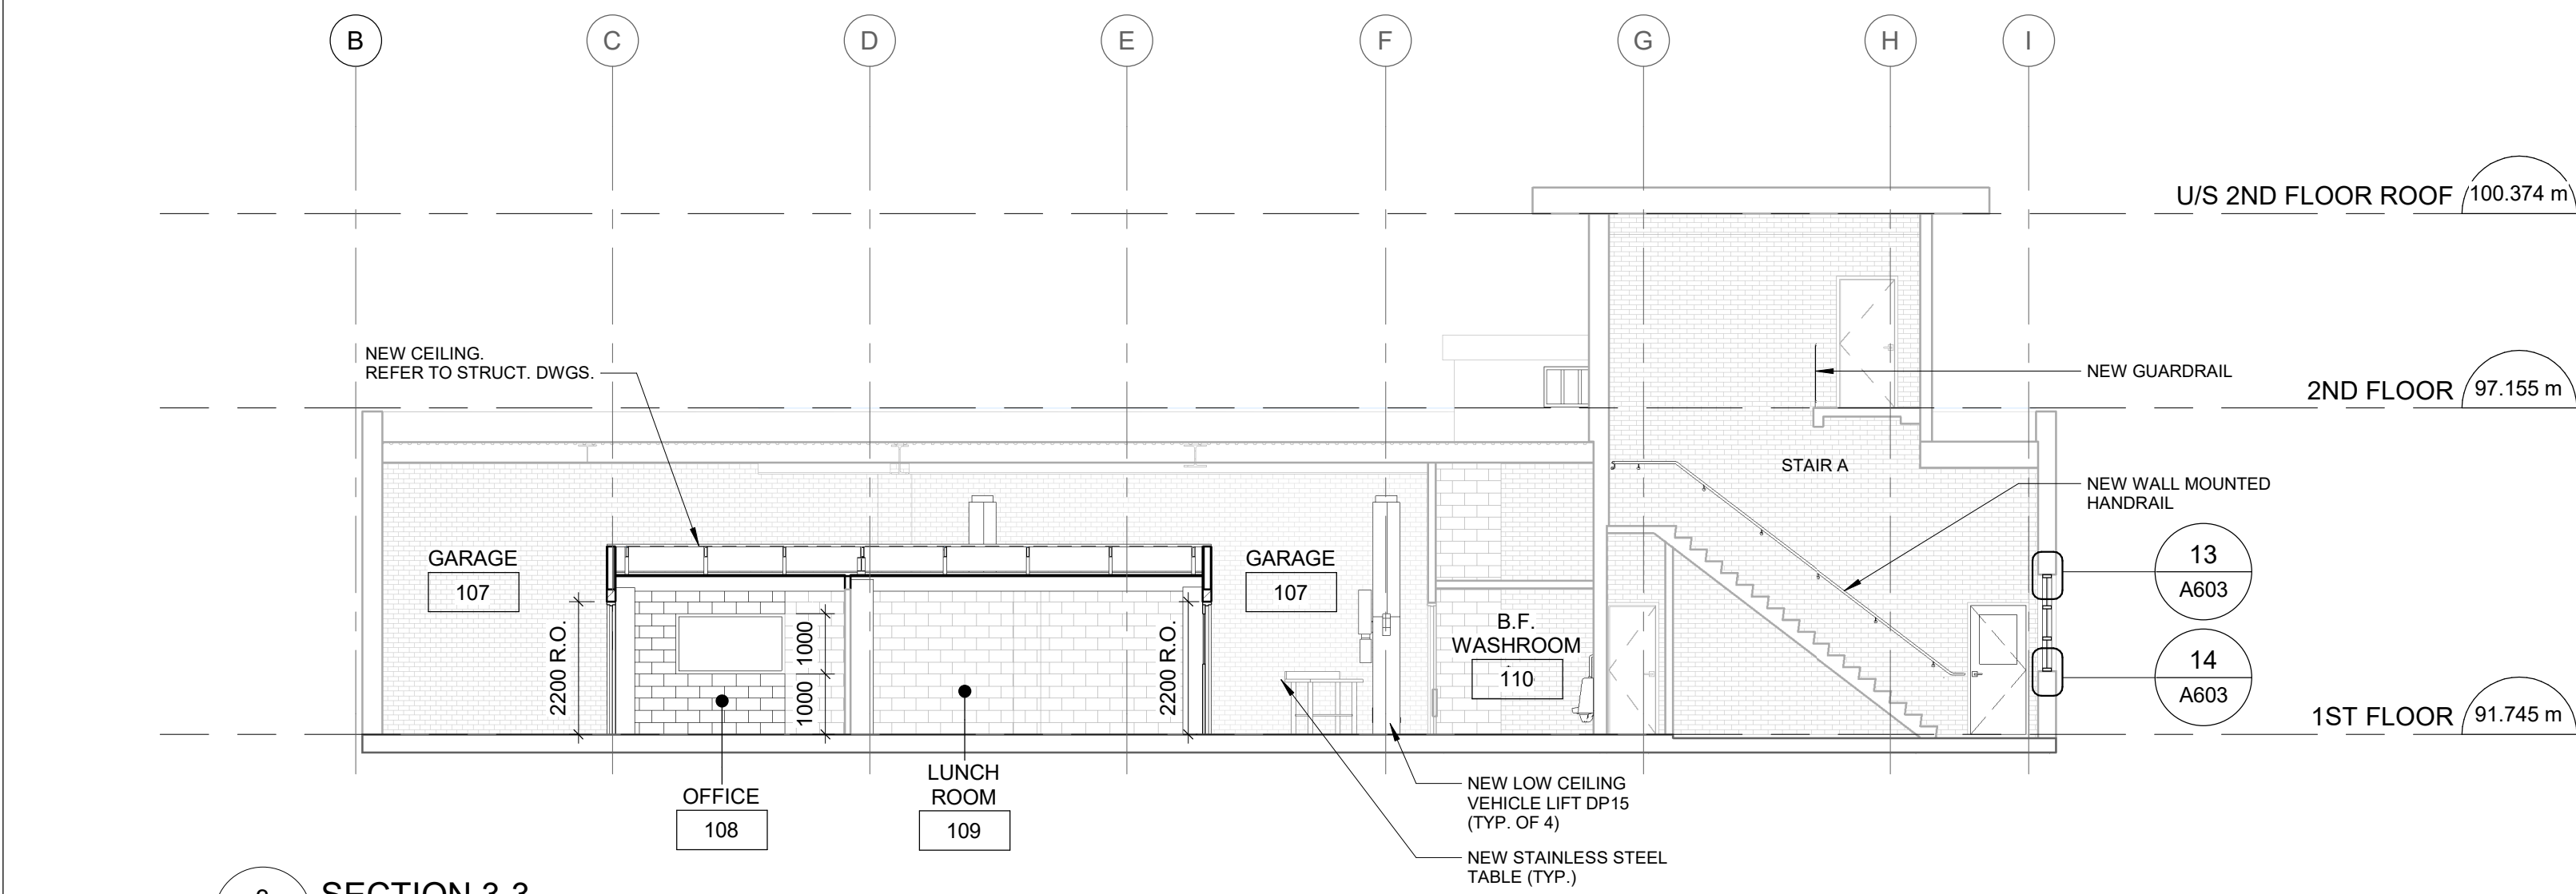 B C D E F G H I
U/S 2ND FLOOR ROOF 100.374 m
NEW CEILING.
REFER TO STRUCT. DWGS.
NEW GUARDRAIL
2ND FLOOR 97.155 m
STAIR A
NEW WALL MOUNTED
HANDRAIL
GARAGE
107
GARAGE
107
13
A603
2200 R.O.
1000
1000
2200 R.O.
B.F.
WASHROOM
110
14
A603
1ST FLOOR 91.745 m
OFFICE
108
LUNCH
ROOM
109
NEW LOW CEILING
VEHICLE LIFT DP15
(TYP. OF 4)
NEW STAINLESS STEEL
TABLE (TYP.)
SECTION 3-3